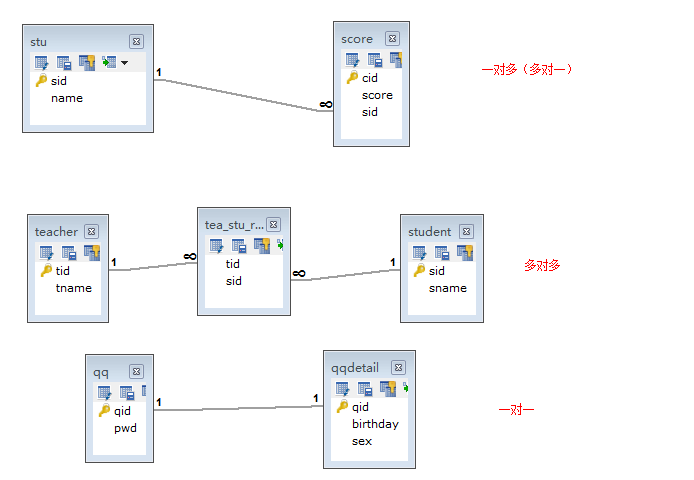 stu
sid
name
1
∞
score
cid
score
sid
一对多（多对一）
teacher
tid
tname
1
∞
tea_stu_r...
tid
sid
∞
1
student
sid
sname
多对多
qq
qid
pwd
1
1
qqdetail
qid
birthday
sex
一对一